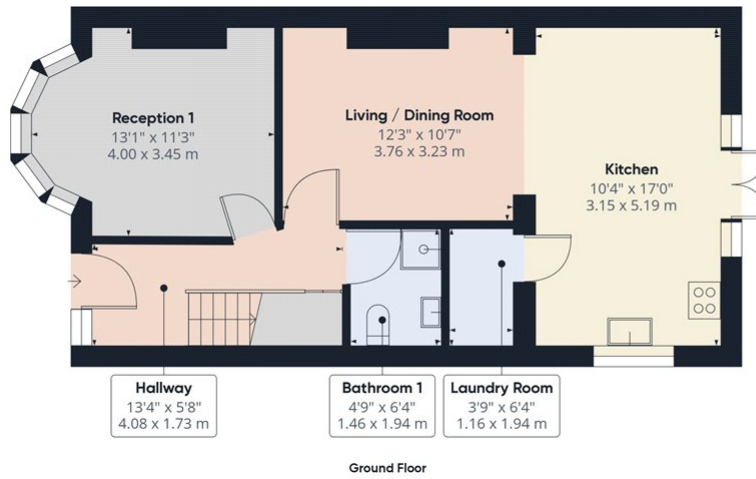 Reception 1
13'1" x 11'3"
4.00 x 3.45 m
Living / Dining Room
12'3" x 10'7"
3.76 x 3.23 m
Kitchen
10'4" x 17'0"
3.15 x 5.19 m
Hallway
13'4" x 5'8"
4.08 x 1.73 m
Bathroom 1
4'9" x 6'4"
1.46 x 1.94 m
Laundry Room
3'9" x 6'4"
1.16 x 1.94 m
Ground Floor